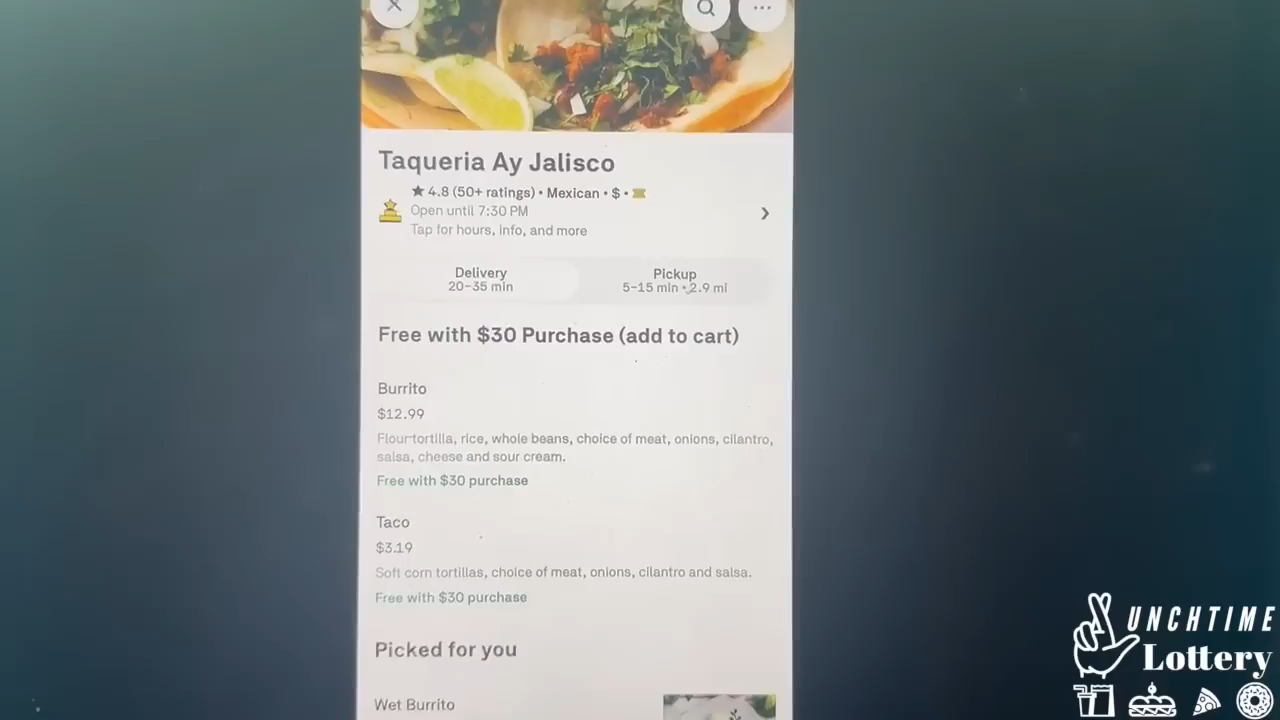 Taqueria Ay Jalisco
★ 4.8 (50+ ratings) • Mexican • $ •
Open until 7:30 PM
Tap for hours, info, and more
Delivery
20-35 min
Pickup
5-15 min • 2.9 mi
Free with $30 Purchase (add to cart)
Burrito
$12.99
Flour tortilla, rice, whole beans, choice of meat, onions, cilantro,
salsa, cheese and sour cream.
Free with $30 purchase
Taco
$3.19
Soft corn tortillas, choice of meat, onions, cilantro and salsa.
Free with $30 purchase
Picked for you
Wet Burrito
UNCHTIME
Lottery